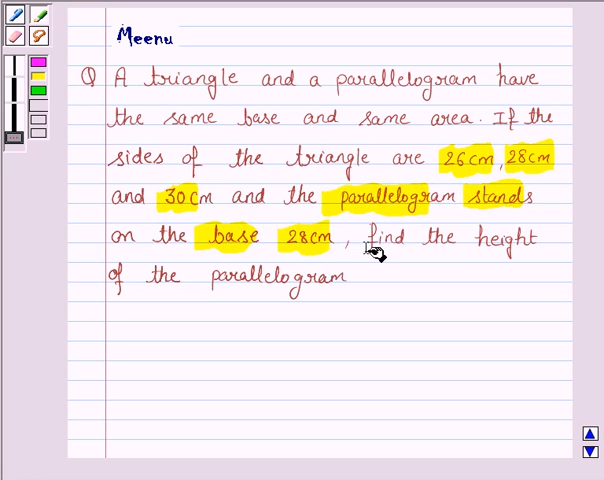 Meenu
Q A triangle and a parallelogram have
the same base and same area. If the
sides of the triangle are 26cm, 28cm
and 30cm and the parallelogram stands
on the base 28cm, find the height
of the parallelogram